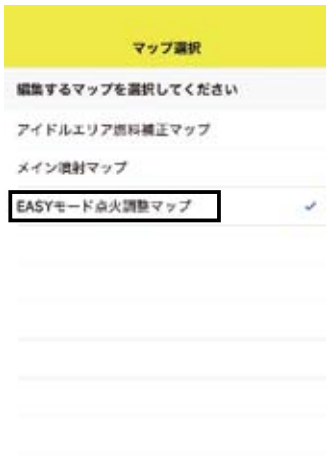 マップ選択
編集するマップを選択してください
アイドルエリア燃料補正マップ
メイン噴射マップ
EASYモード点火調整マップ